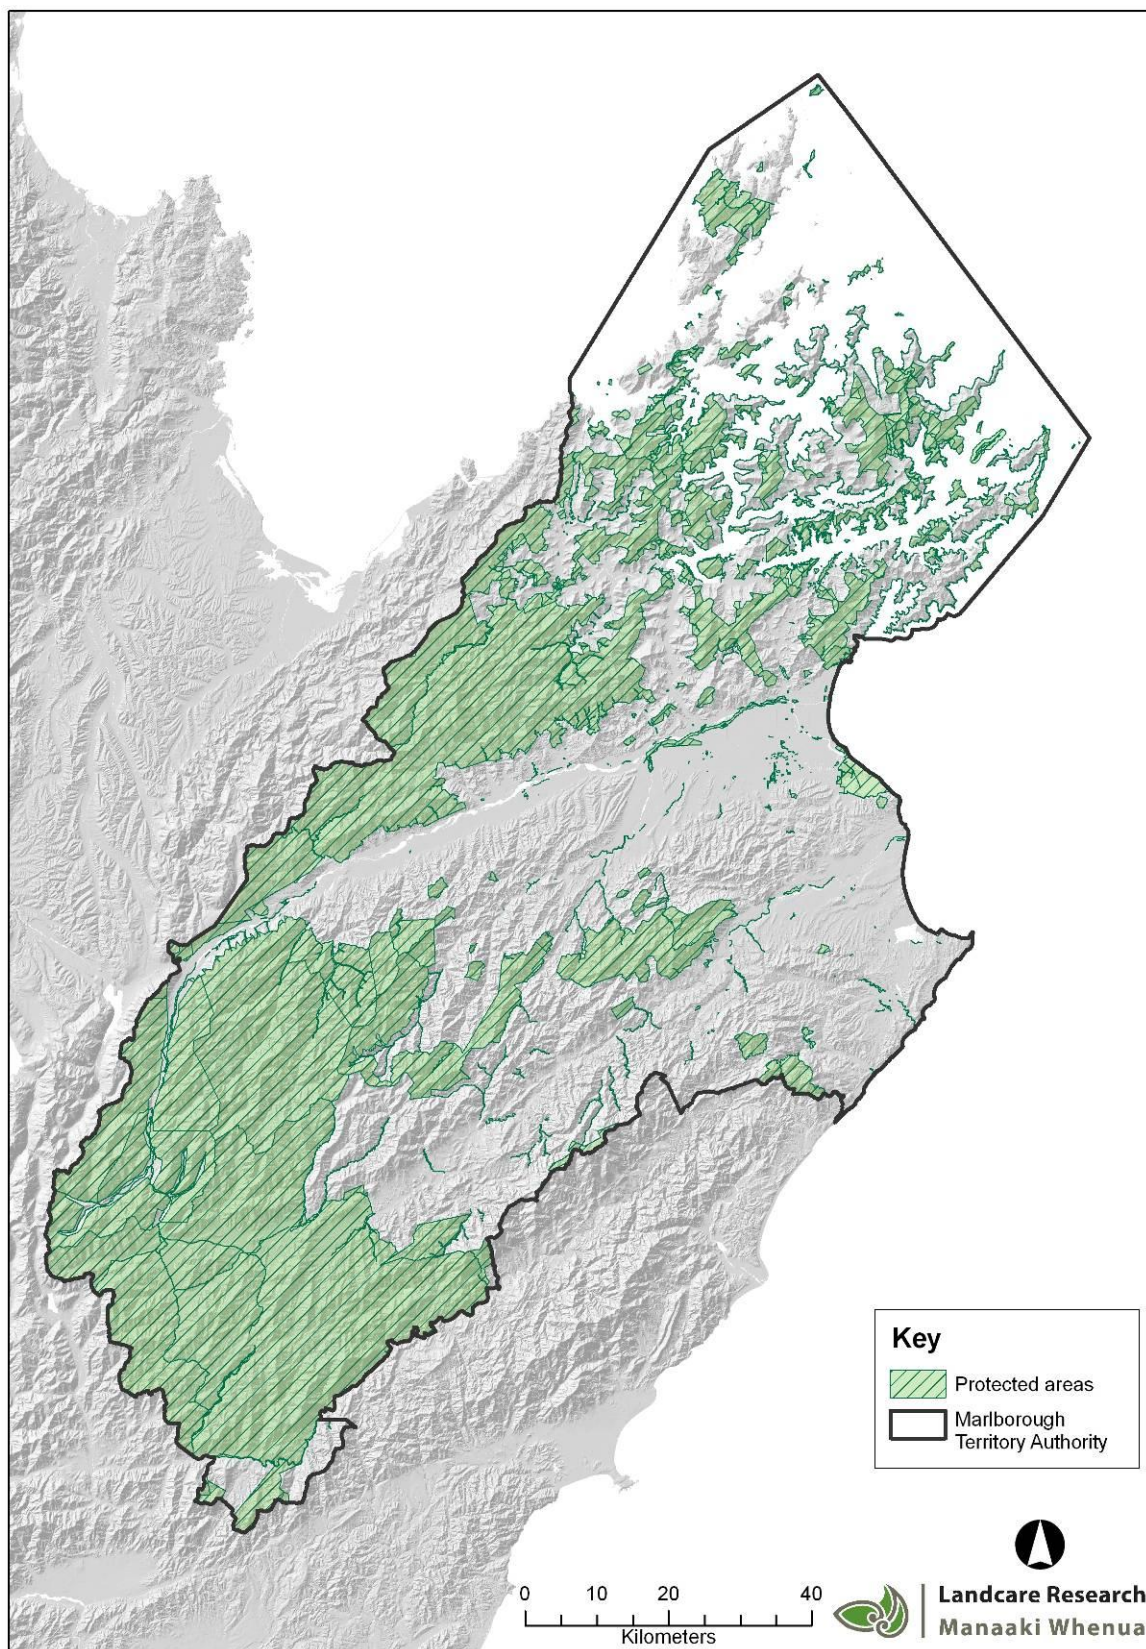 Key
Protected areas
Marlborough
Territory Authority
0 10 20 40
Kilometers
Landcare Research
Manaaki Whenua